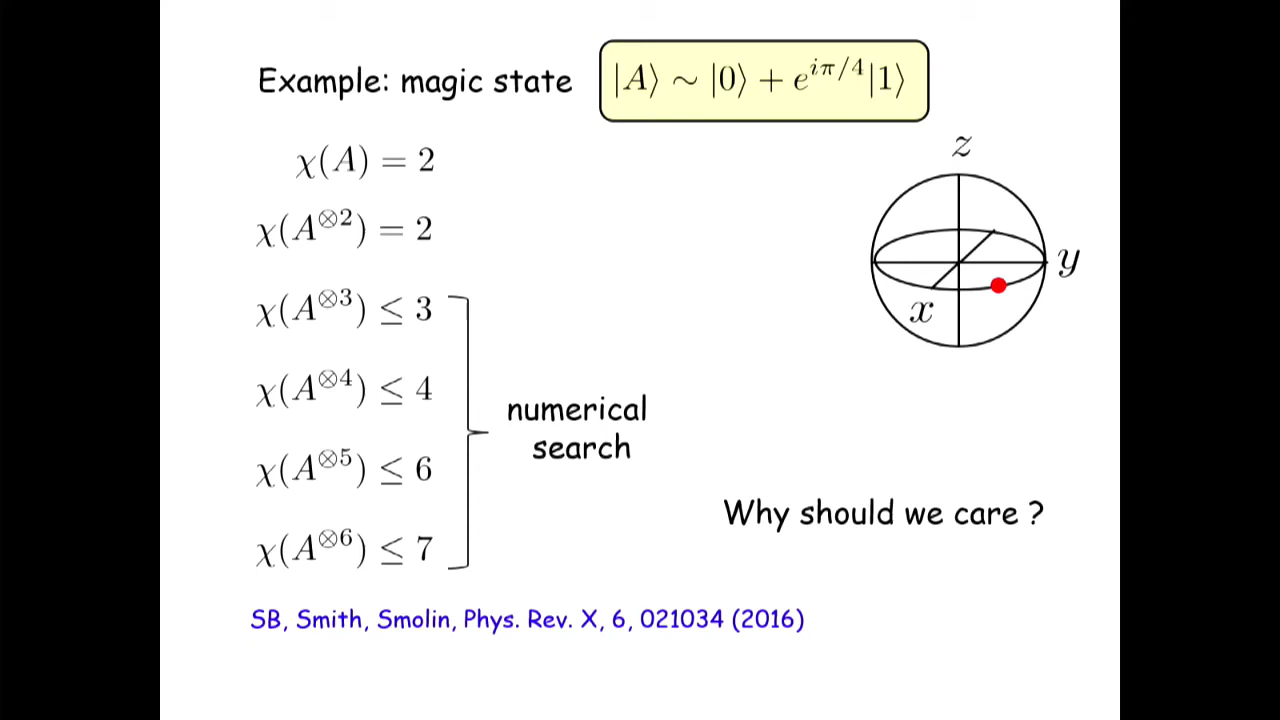 Example: magic state
|A⟩ ∼ |0⟩ + e^{iπ/4}|1⟩
χ(A) = 2
χ(A^{⊗2}) = 2
χ(A^{⊗3}) ≤ 3
χ(A^{⊗4}) ≤ 4
χ(A^{⊗5}) ≤ 6
χ(A^{⊗6}) ≤ 7
numerical
search
z
y
x
Why should we care ?
SB, Smith, Smolin, Phys. Rev. X, 6, 021034 (2016)